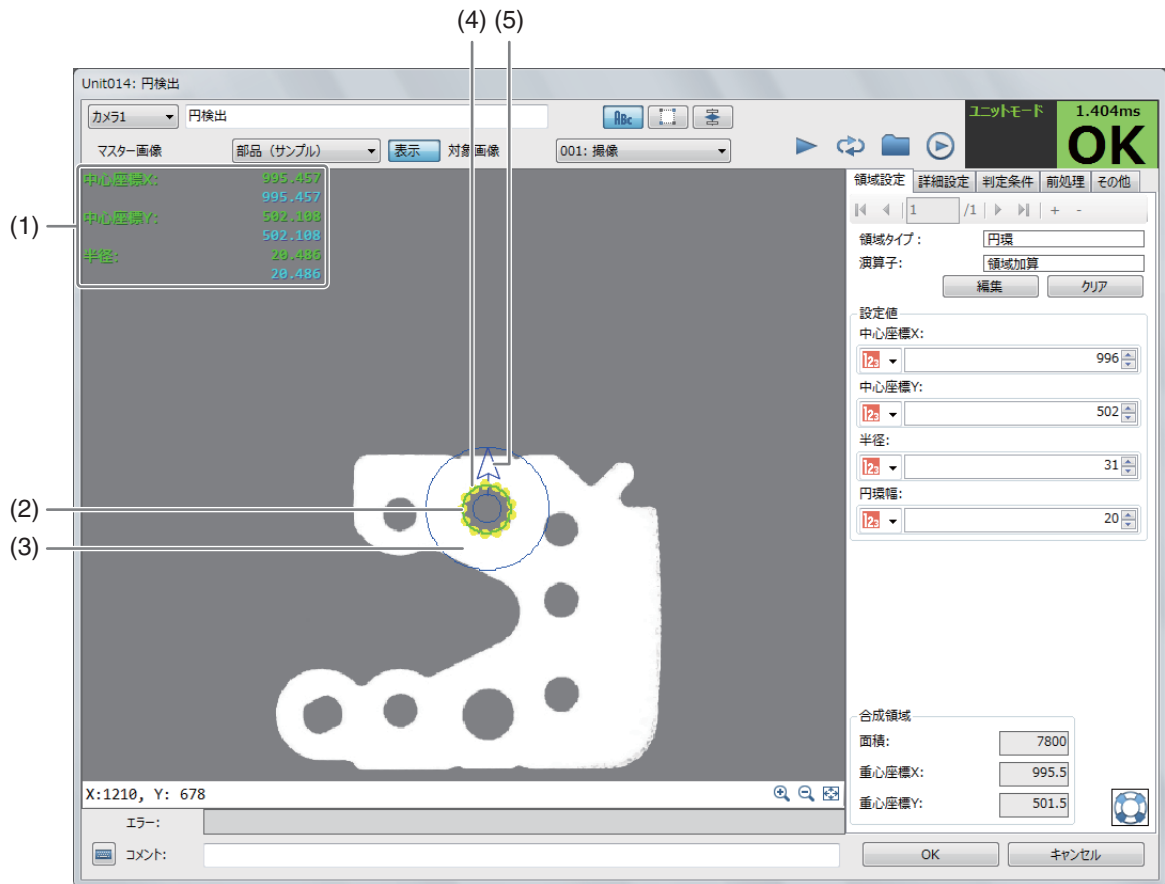 (4) (5)
Unit014: 円検出
カメラ1
円検出
ABC
ユニットモード
1.404ms
OK
マスター画像
部品（サンプル）
表示
対象画像
001: 撮像
(1)
中心座標X: 995.457
995.457
中心座標Y: 502.108
502.108
半径: 20.486
20.486
領域設定
詳細設定
判定条件
前処理
その他
1 /1 + -
領域タイプ： 円環
演算子: 領域加算
編集
クリア
設定値
中心座標X:
123 996
中心座標Y:
123 502
半径:
123 31
円環幅:
123 20
(2)
(3)
合成領域
面積: 7800
重心座標X: 995.5
重心座標Y: 501.5
X:1210, Y: 678
エラー:
コメント:
OK
キャンセル